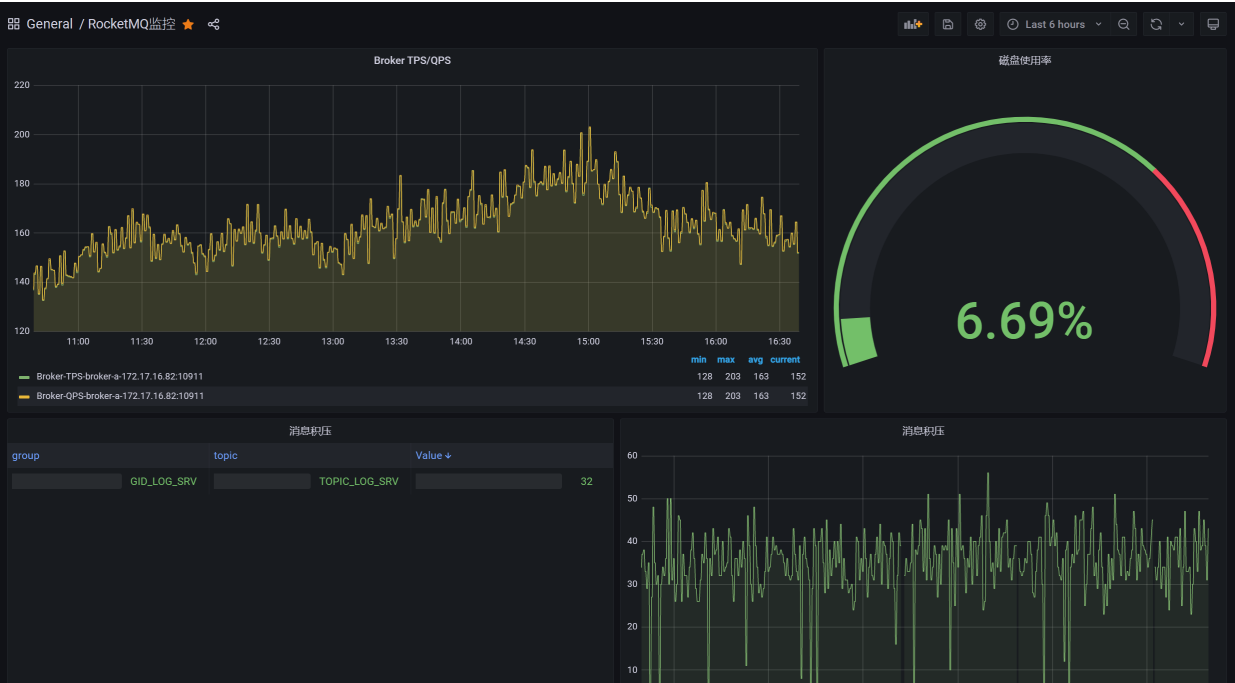 General / RocketMQ监控
Last 6 hours
Broker TPS/QPS
220
200
180
160
140
120
11:00 11:30 12:00 12:30 13:00 13:30 14:00 14:30 15:00 15:30 16:00 16:30
min max avg current
Broker-TPS-broker-a-172.17.16.82:10911 128 203 163 152
Broker-QPS-broker-a-172.17.16.82:10911 128 203 163 152
磁盘使用率
6.69%
消息积压
group topic Value
GID_LOG_SRV TOPIC_LOG_SRV 32
消息积压
60
50
40
30
20
10